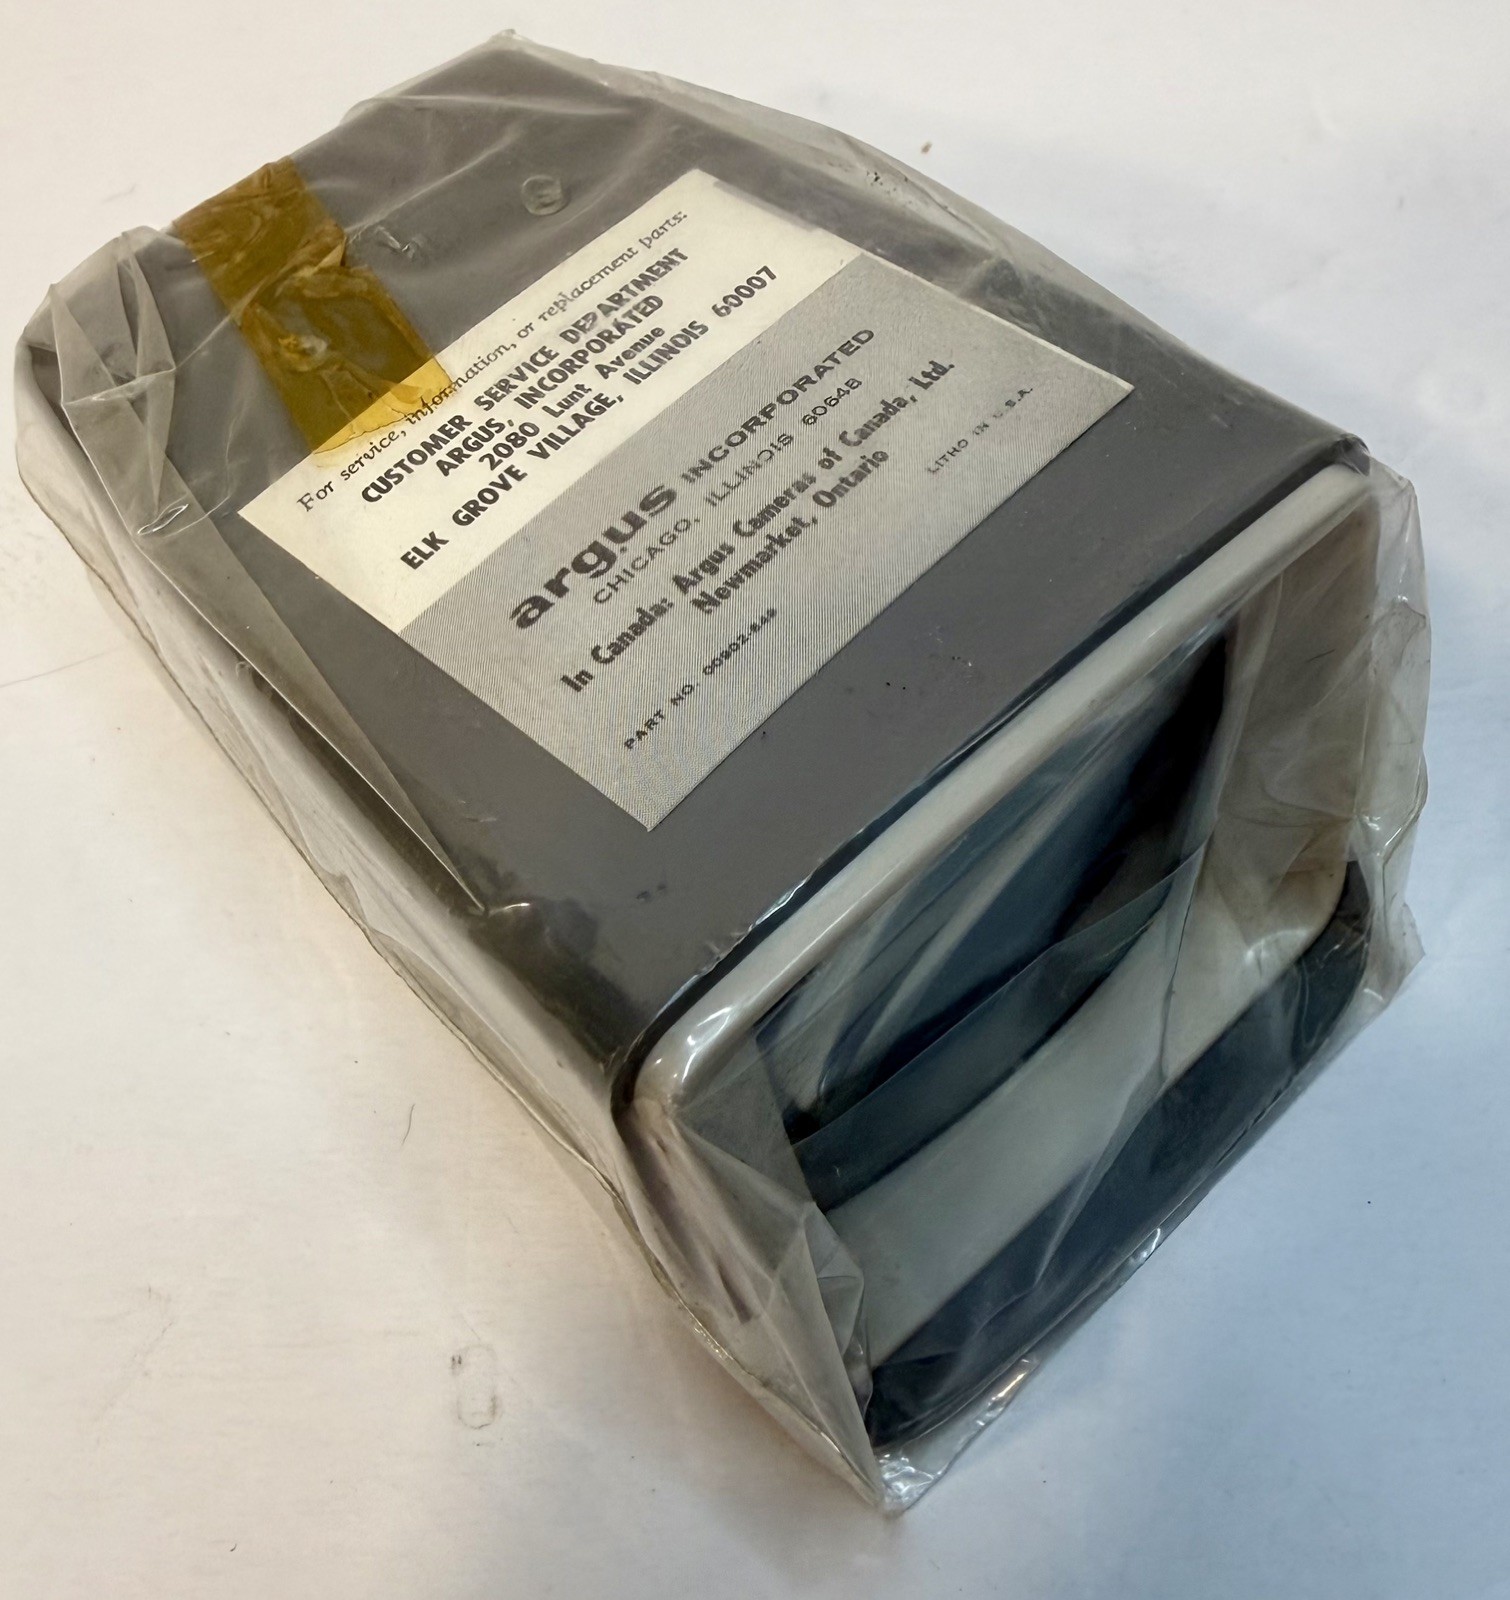 For service, information, or replacement parts:
CUSTOMER SERVICE DEPARTMENT
ARGUS, INCORPORATED
2080 Lunt Avenue
ELK GROVE VILLAGE, ILLINOIS 60007
argus INCORPORATED
CHICAGO, ILLINOIS 60648
In Canada: Argus Cameras of Canada, Ltd.
Newmarket, Ontario
LITHO IN U.S.A.
PART NO.